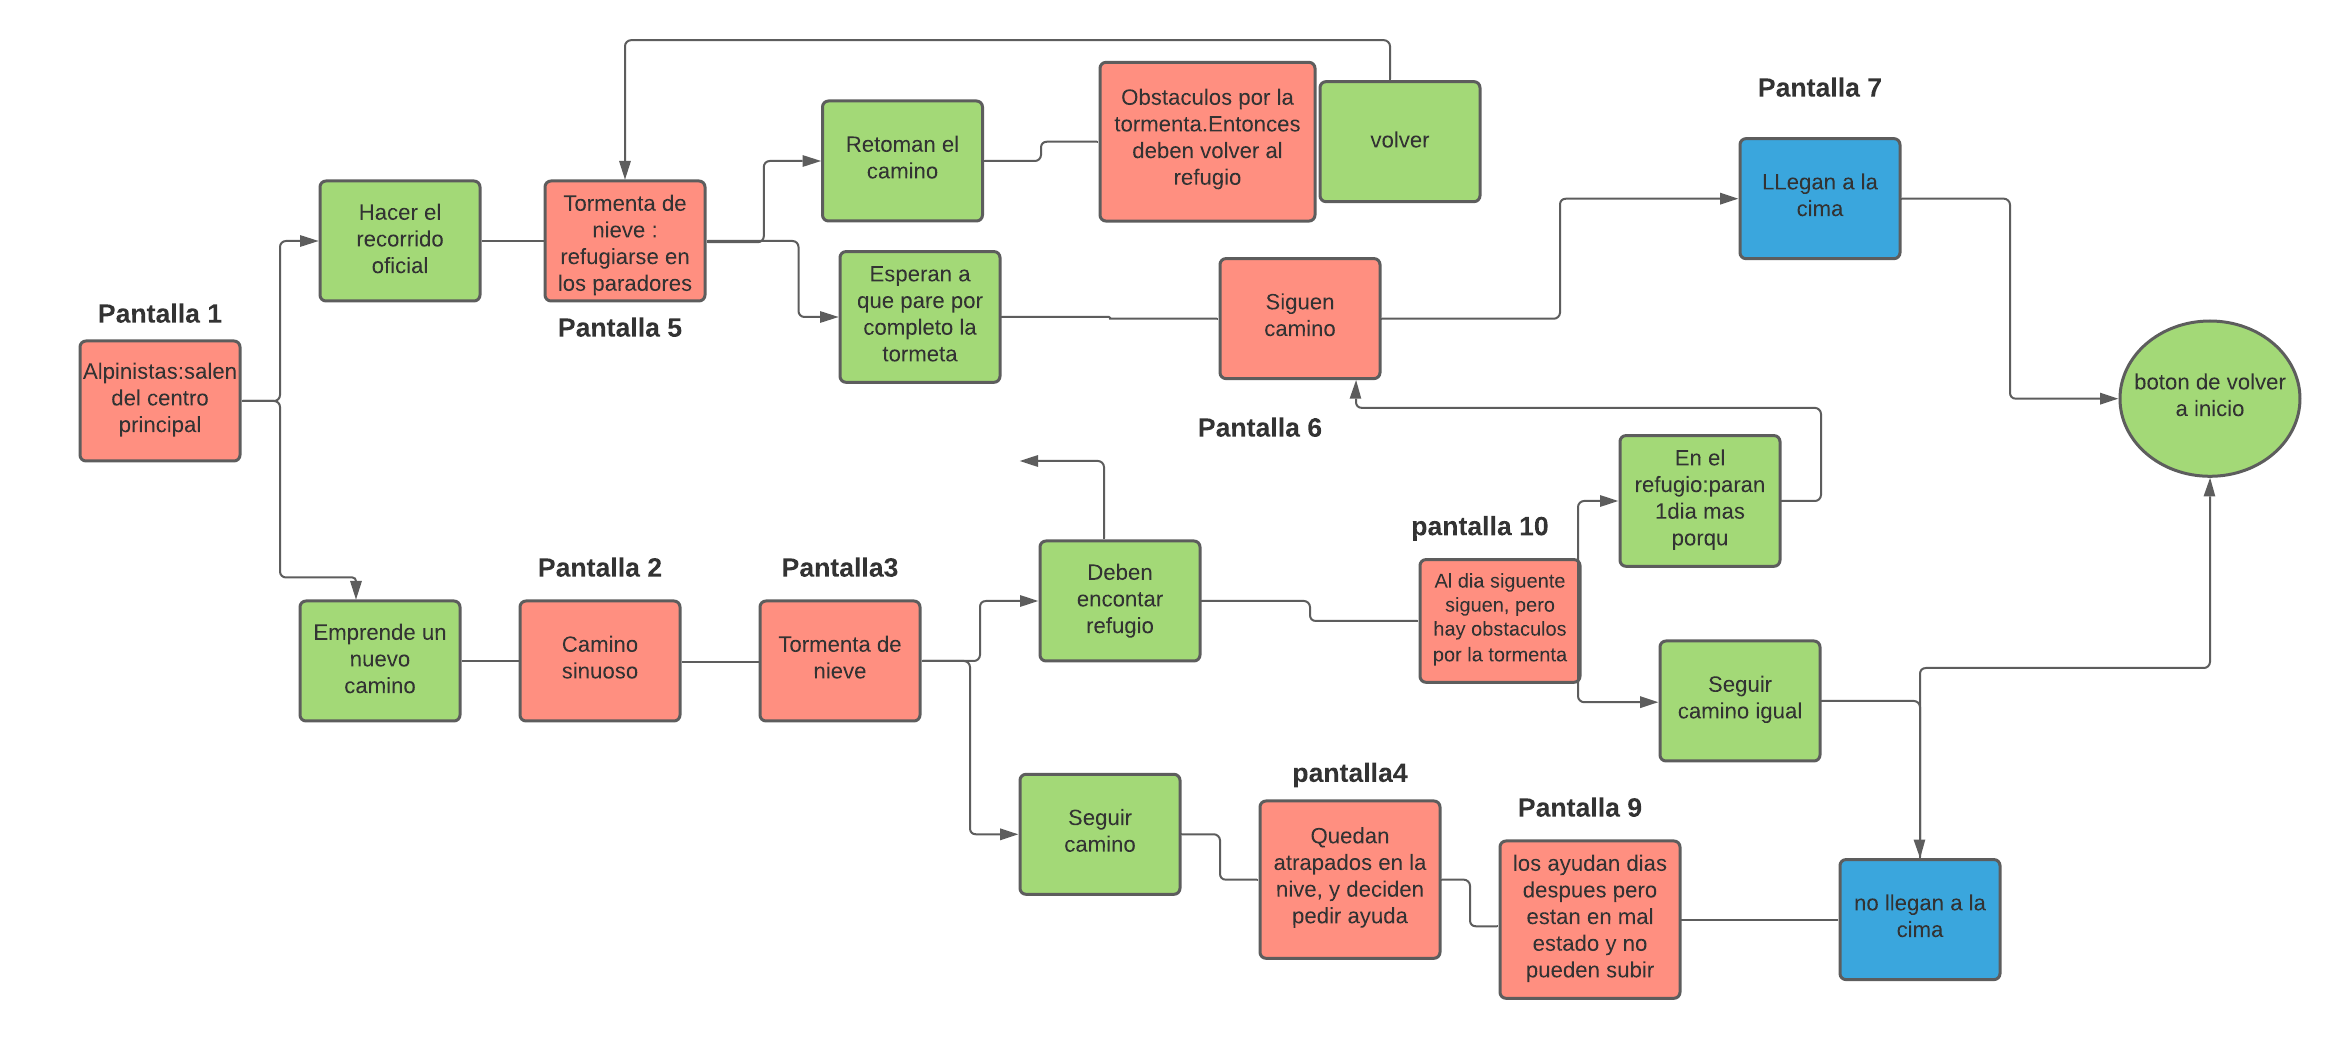 Pantalla 7
Obstaculos por la
tormenta.Entonces
deben volver al
refugio
volver
Retoman el
camino
LLegan a la
cima
Hacer el
recorrido
oficial
Tormenta de
nieve :
refugiarse en
los paradores
Pantalla 5
Esperan a
que pare por
completo la
tormeta
Siguen
camino
Pantalla 6
Pantalla 1
Alpinistas:salen
del centro
principal
boton de volver
a inicio
En el
refugio:paran
1dia mas
porqu
pantalla 10
Al dia siguente
siguen, pero
hay obstaculos
por la tormenta
Pantalla 2
Pantalla3
Deben
encontar
refugio
Emprende un
nuevo
camino
Camino
sinuoso
Tormenta de
nieve
Seguir
camino igual
pantalla4
Pantalla 9
Seguir
camino
Quedan
atrapados en la
nive, y deciden
pedir ayuda
los ayudan dias
despues pero
estan en mal
estado y no
pueden subir
no llegan a la
cima